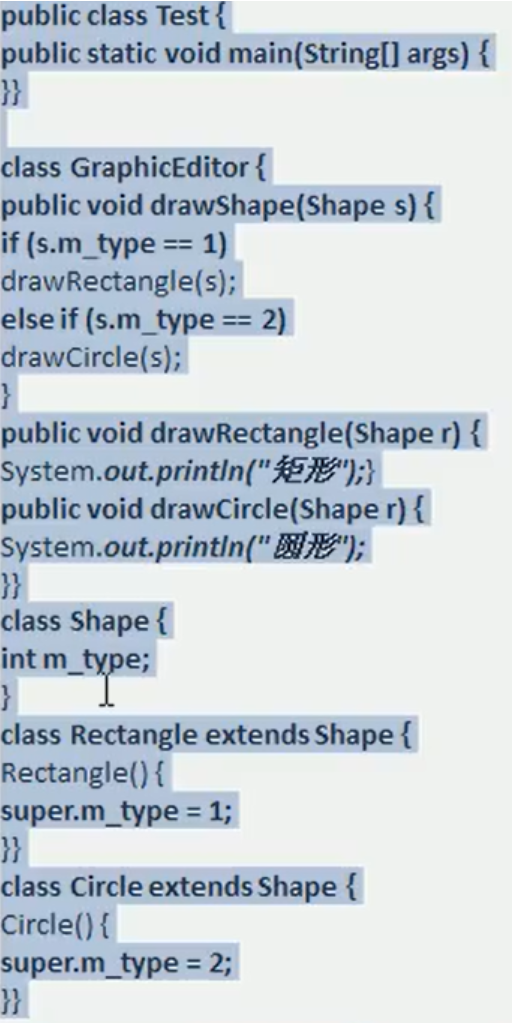 public class Test {
public static void main(String[] args) {
}}
class GraphicEditor {
public void drawShape(Shape s) {
if (s.m_type == 1)
drawRectangle(s);
else if (s.m_type == 2)
drawCircle(s);
}
public void drawRectangle(Shape r) {
System.out.println("矩形");}
public void drawCircle(Shape r) {
System.out.println("圆形");
}}
class Shape {
int m_type;
}
class Rectangle extends Shape {
Rectangle() {
super.m_type = 1;
}}
class Circle extends Shape {
Circle() {
super.m_type = 2;
}}